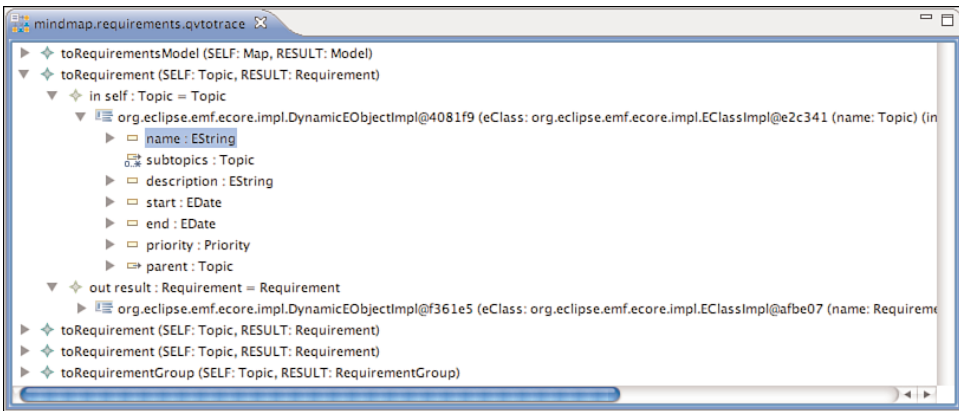 mindmap.requirements.qvtotrace
toRequirementsModel (SELF: Map, RESULT: Model)
toRequirement (SELF: Topic, RESULT: Requirement)
in self : Topic = Topic
org.eclipse.emf.ecore.impl.DynamicEObjectImpl@4081f9 (eClass: org.eclipse.emf.ecore.impl.EClassImpl@e2c341 (name: Topic) (in
name : EString
0..* subtopics : Topic
description : EString
start : EDate
end : EDate
priority : Priority
parent : Topic
out result : Requirement = Requirement
org.eclipse.emf.ecore.impl.DynamicEObjectImpl@f361e5 (eClass: org.eclipse.emf.ecore.impl.EClassImpl@afbe07 (name: Requireme
toRequirement (SELF: Topic, RESULT: Requirement)
toRequirement (SELF: Topic, RESULT: Requirement)
toRequirementGroup (SELF: Topic, RESULT: RequirementGroup)